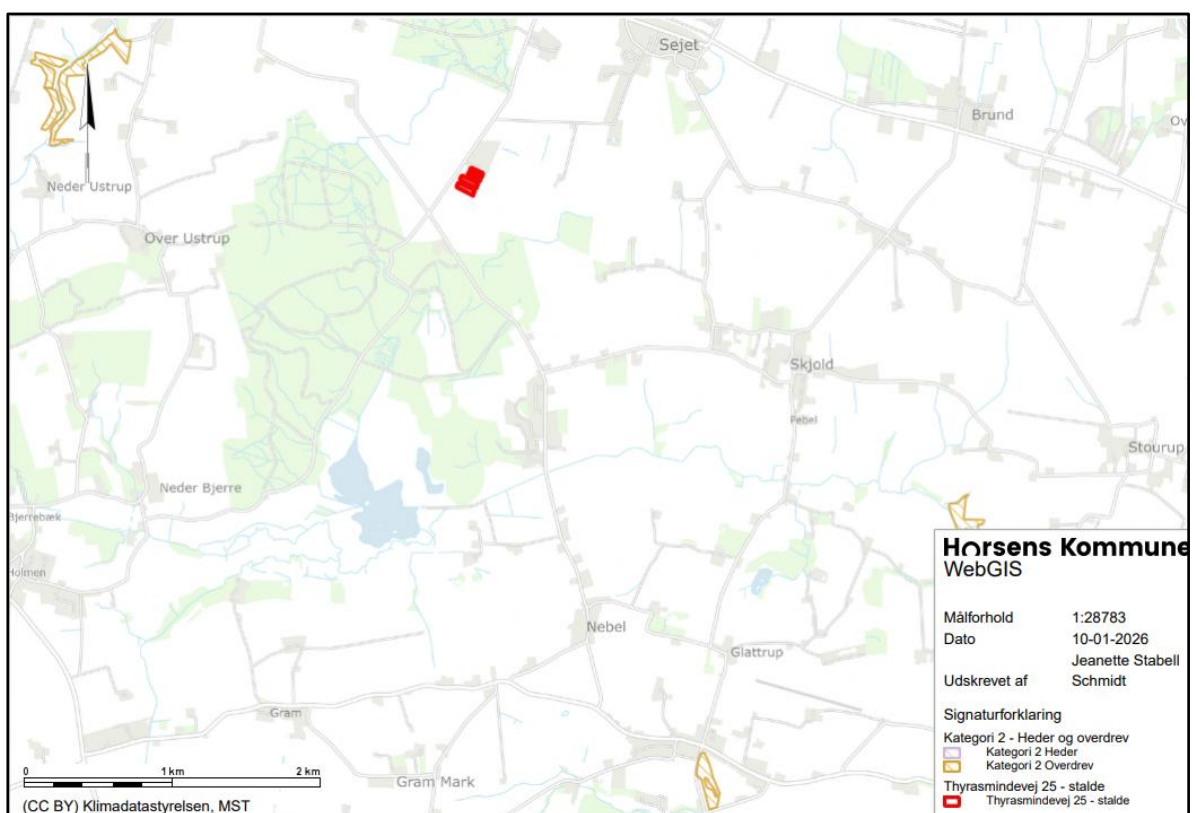 Sejet
Brund
Ov
Neder Ustrup
Over Ustrup
Skjold
Pebel
Stourup
Neder Bjerre
Bjerrebæk
Holmen
Nebel
Glattrup
Gram
Gram Mark
0 1 km 2 km
(CC BY) Klimadatastyrelsen, MST
Horsens Kommune
WebGIS
Målforhold 1:28783
Dato 10-01-2026
Jeanette Stabell
Udskrevet af Schmidt
Signaturforklaring
Kategori 2 - Heder og overdrev
Kategori 2 Heder
Kategori 2 Overdrev
Thyrasmindevej 25 - stalde
Thyrasmindevej 25 - stalde